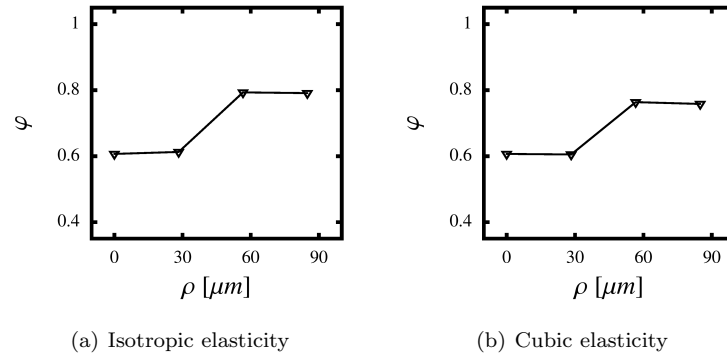 1
0.8
φ
0.6
0.4
0 30 60 90
ρ [μm]
(a) Isotropic elasticity
1
0.8
φ
0.6
0.4
0 30 60 90
ρ [μm]
(b) Cubic elasticity